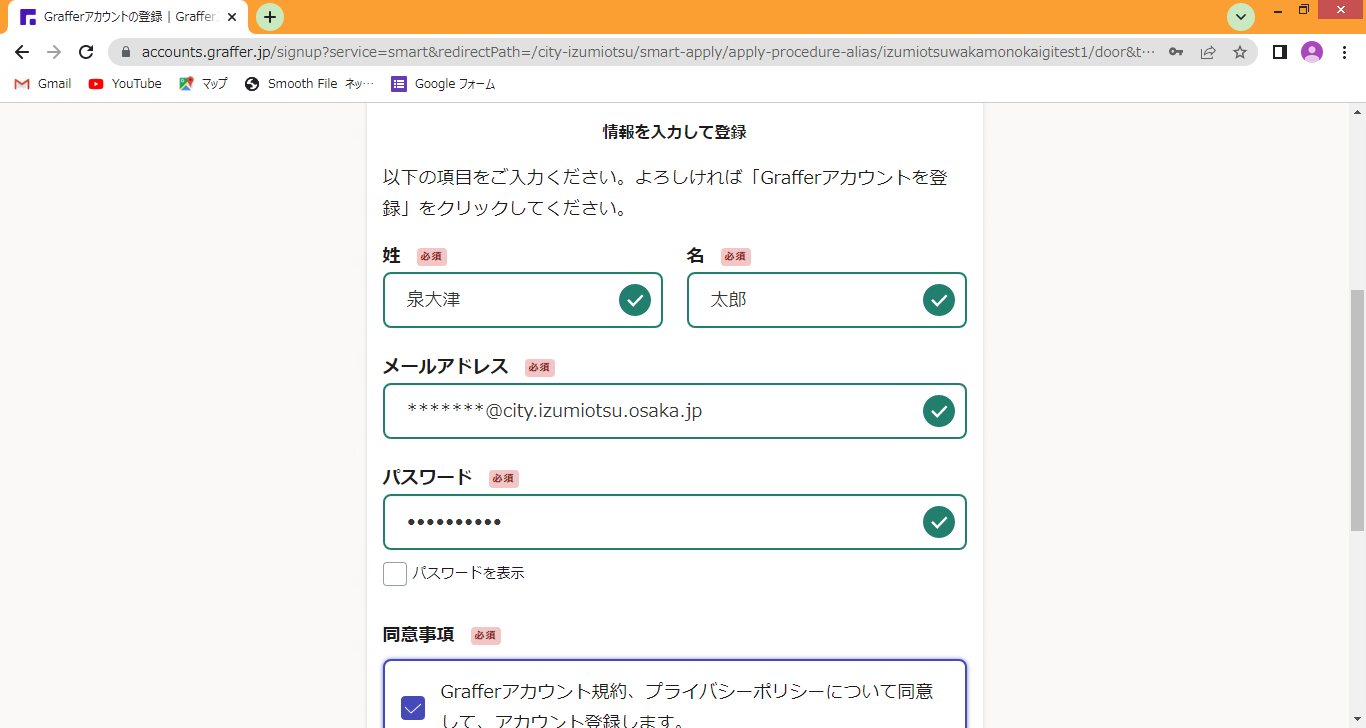 Grafferアカウントの登録 | Graffer
accounts.graffer.jp/signup?service=smart&redirectPath=/city-izumiotsu/smart-apply/apply-procedure-alias/izumiotsuwakamonokaigitest1/door&t…
Gmail YouTube マップ Smooth File ネッ… Google フォーム
情報を入力して登録
以下の項目をご入力ください。よろしければ「Grafferアカウントを登
録」をクリックしてください。
姓 必須 名 必須
泉大津 太郎
メールアドレス 必須
*******@city.izumiotsu.osaka.jp
パスワード 必須
••••••••••
パスワードを表示
同意事項 必須
Grafferアカウント規約、プライバシーポリシーについて同意
して、アカウント登録します。